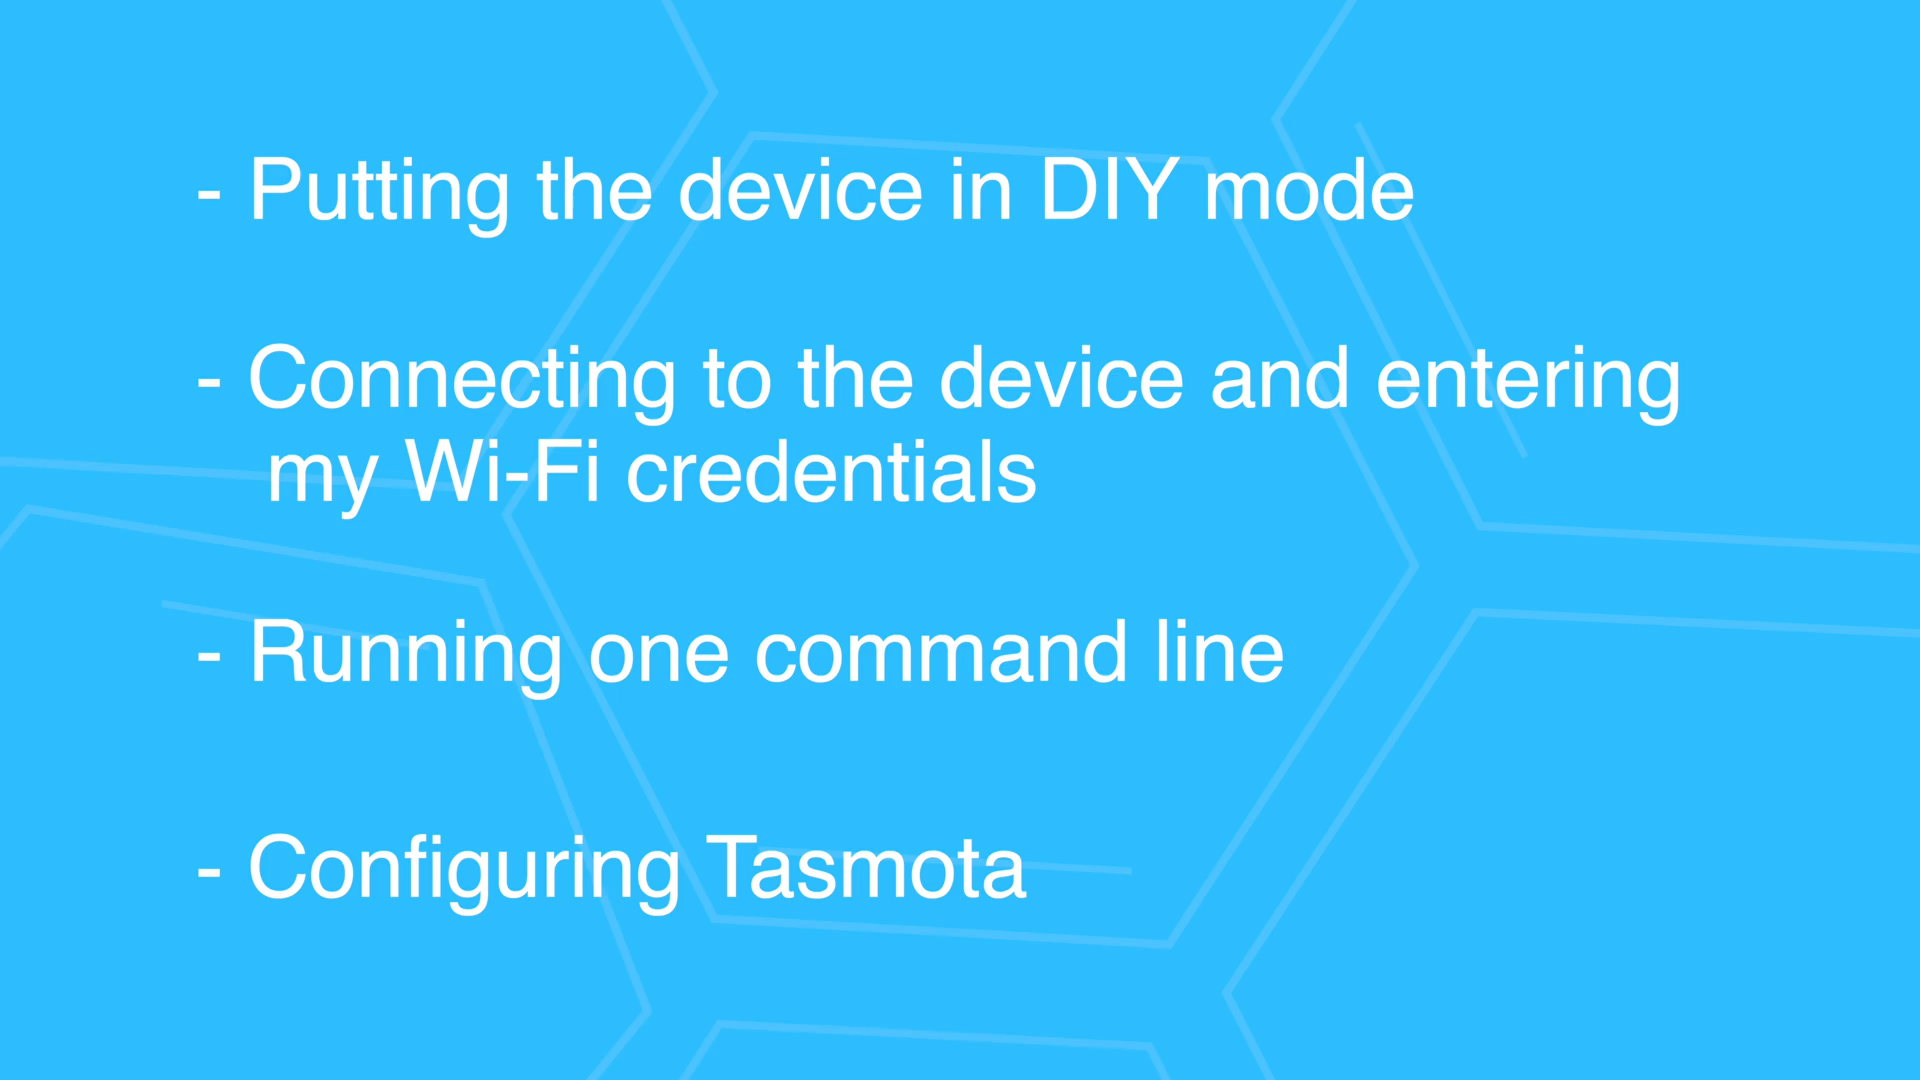 - Putting the device in DIY mode
- Connecting to the device and entering
my Wi-Fi credentials
- Running one command line
- Configuring Tasmota